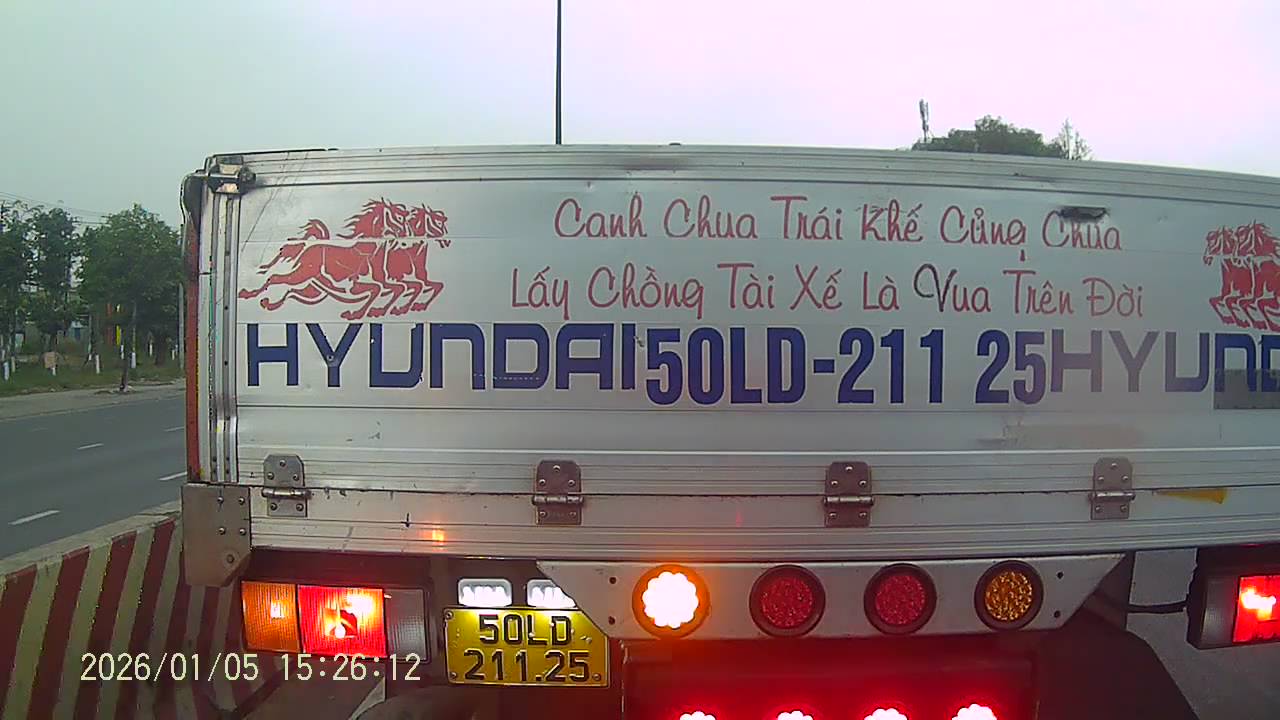 Canh Chua Trái Khế Củng Chua
Lấy Chồng Tài Xế Là Vua Trên Đời
HYUNDAI 50LD-211 25 HYUND
50LD
211.25
2026/01/05 15:26:12